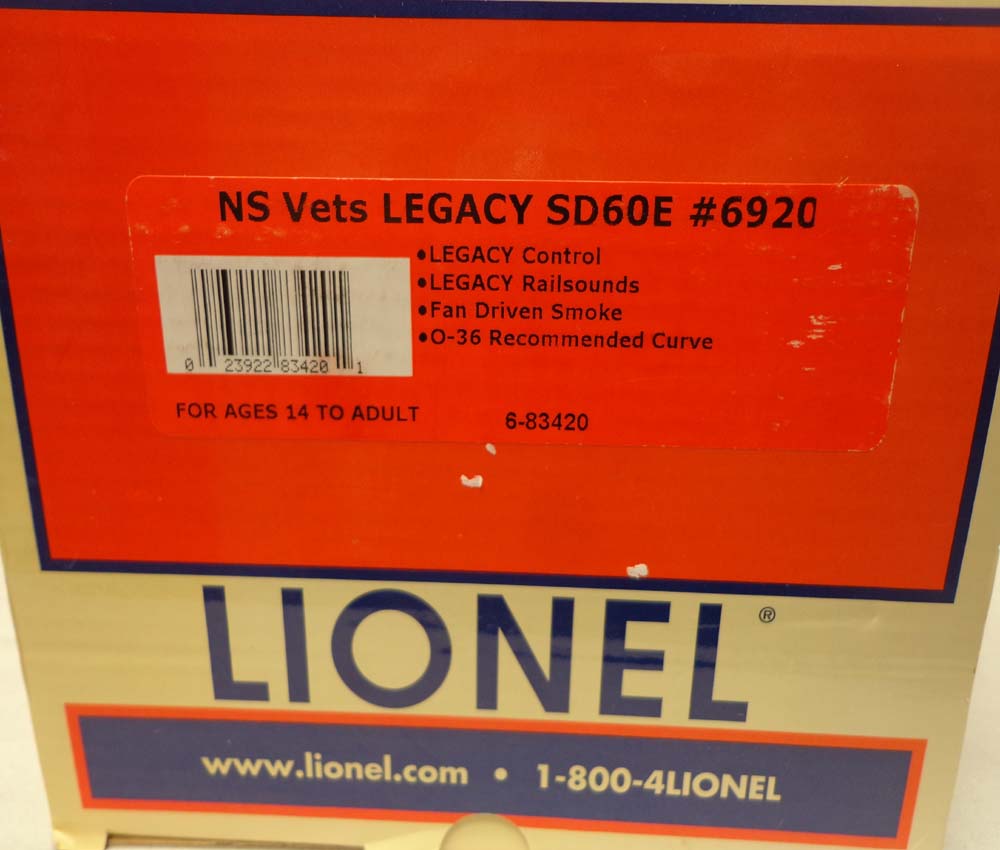 NS Vets LEGACY SD60E #6920
•LEGACY Control
•LEGACY Railsounds
•Fan Driven Smoke
•O-36 Recommended Curve
0 23922 83420 1
FOR AGES 14 TO ADULT 6-83420
LIONEL®
www.lionel.com • 1-800-4LIONEL